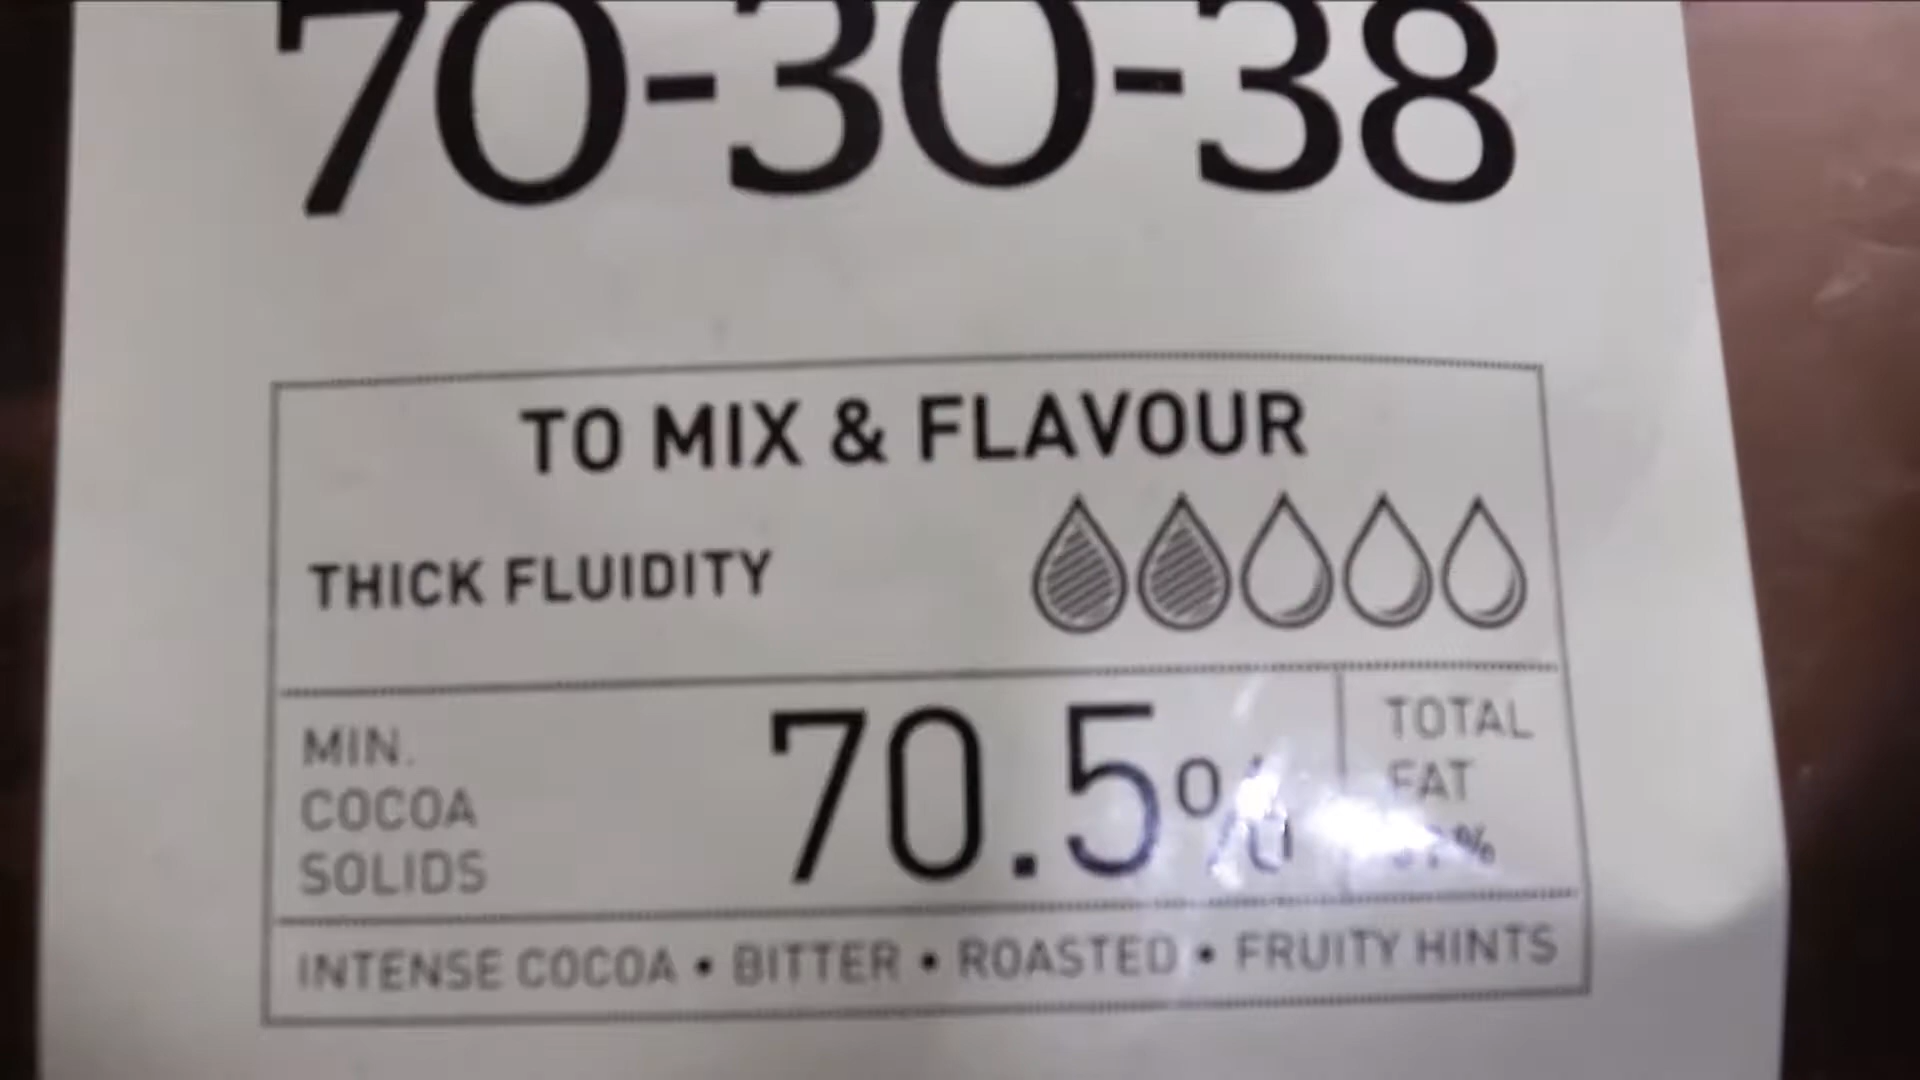 70-30-38
TO MIX & FLAVOUR
THICK FLUIDITY
MIN.
COCOA
SOLIDS
70.5%
TOTAL
FAT
INTENSE COCOA • BITTER • ROASTED • FRUITY HINTS